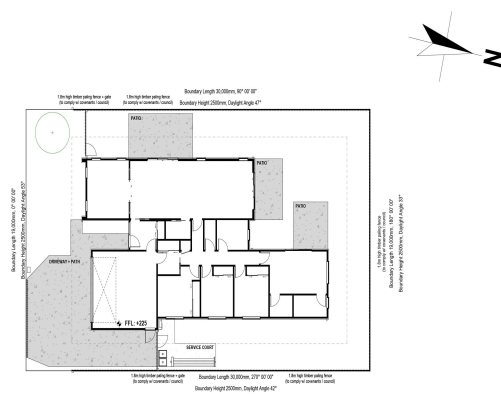 N
Boundary Length 30,000mm, 90° 00' 00"
1.8m high timber paling fence + gate
(to comply w/ covenants / council)
1.8m high timber paling fence
(to comply w/ covenants / council)
Boundary Height 2500mm, Daylight Angle 47°
PATIO
PATIO
PATIO
Boundary Length 19,000mm, 0° 00' 00"
Boundary Height 2500mm, Daylight Angle 53°
1.8m high timber paling fence
(to comply w/ covenants / council)
Boundary Length 19,000mm, 180° 00' 00"
Boundary Height 2500mm, Daylight Angle 33°
DRIVEWAY + PATH
FFL: +225
SERVICE COURT
1.8m high timber paling fence + gate
(to comply w/ covenants / council)
Boundary Length 30,000mm, 270° 00' 00"
1.8m high timber paling fence
(to comply w/ covenants / council)
Boundary Height 2500mm, Daylight Angle 42°